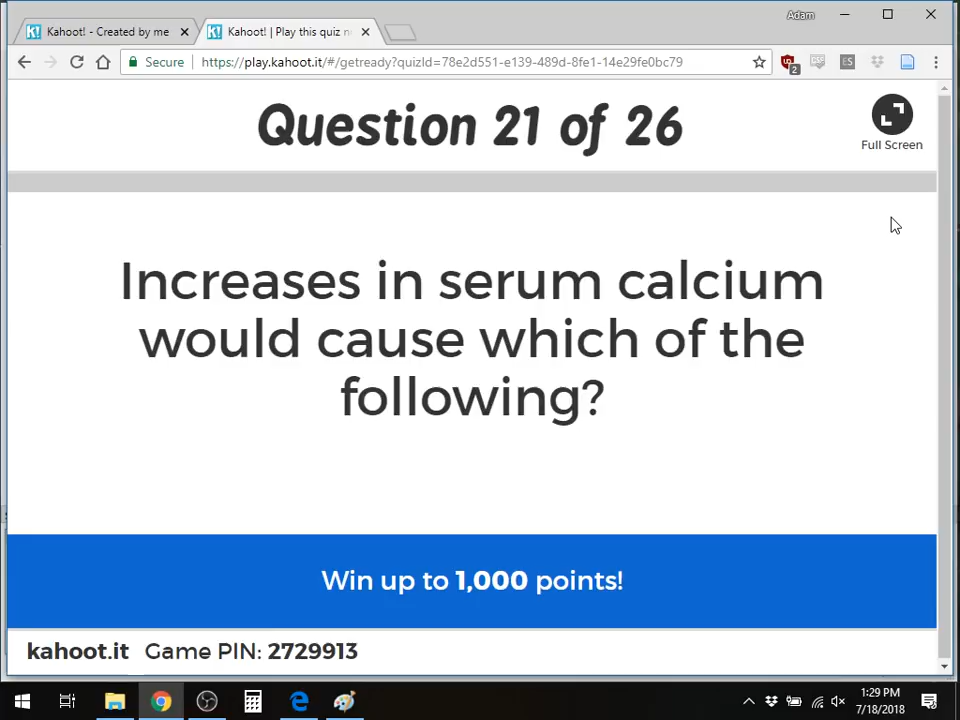 Adam
Kahoot! - Created by me
Kahoot! | Play this quiz n
Secure
https://play.kahoot.it/#/getready?quizId=78e2d551-e139-489d-8fe1-14e29fe0bc79
2
ES
Question 21 of 26
Full Screen
Increases in serum calcium
would cause which of the
following?
Win up to 1,000 points!
kahoot.it Game PIN: 2729913
1:29 PM
7/18/2018